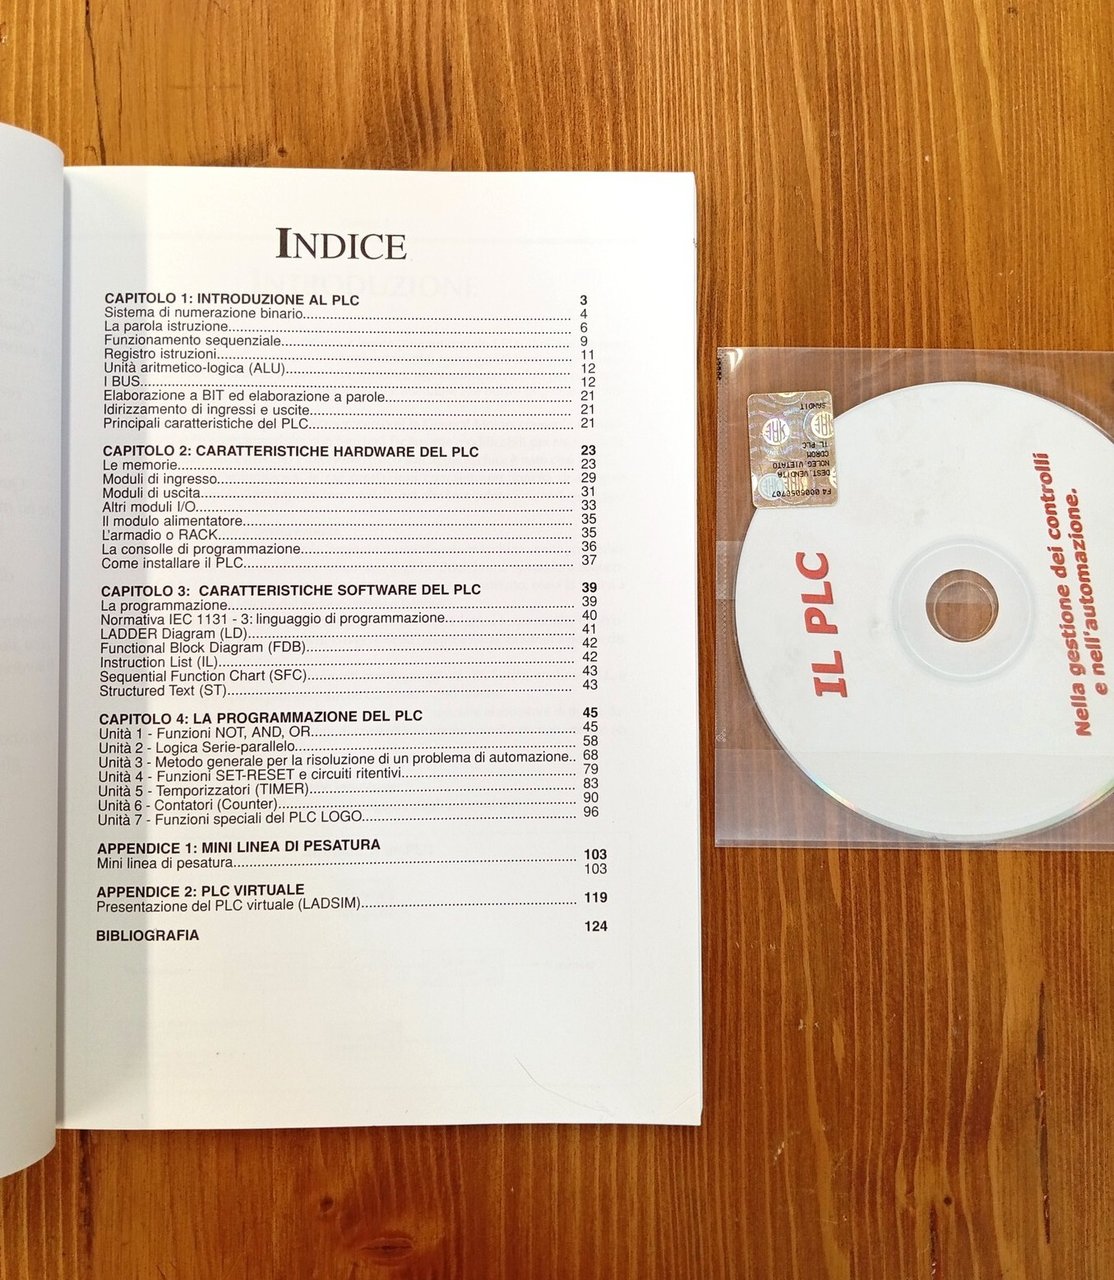 INDICE
CAPITOLO 1: INTRODUZIONE AL PLC 3
Sistema di numerazione binario 4
La parola istruzione 6
Funzionamento sequenziale 9
Registro istruzioni 11
Unità aritmetico-logica (ALU) 12
I BUS 12
Elaborazione a BIT ed elaborazione a parole 21
Idirizzamento di ingressi e uscite 21
Principali caratteristiche del PLC 21
CAPITOLO 2: CARATTERISTICHE HARDWARE DEL PLC 23
Le memorie 23
Moduli di ingresso 29
Moduli di uscita 31
Altri moduli I/O 33
Il modulo alimentatore 35
L'armadio o RACK 35
La consolle di programmazione 36
Come installare il PLC 37
CAPITOLO 3: CARATTERISTICHE SOFTWARE DEL PLC 39
La programmazione 39
Normativa IEC 1131 - 3: linguaggio di programmazione 40
LADDER Diagram (LD) 41
Functional Block Diagram (FDB) 42
Instruction List (IL) 42
Sequential Function Chart (SFC) 43
Structured Text (ST) 43
CAPITOLO 4: LA PROGRAMMAZIONE DEL PLC 45
Unità 1 - Funzioni NOT, AND, OR 45
Unità 2 - Logica Serie-parallelo 58
Unità 3 - Metodo generale per la risoluzione di un problema di automazione 68
Unità 4 - Funzioni SET-RESET e circuiti ritentivi 79
Unità 5 - Temporizzatori (TIMER) 83
Unità 6 - Contatori (Counter) 90
Unità 7 - Funzioni speciali del PLC LOGO 96
APPENDICE 1: MINI LINEA DI PESATURA 103
Mini linea di pesatura 103
APPENDICE 2: PLC VIRTUALE 119
Presentazione del PLC virtuale (LADSIM)
BIBLIOGRAFIA 124
IL PLC
Nella gestione dei controlli
e nell'automazione.
SANDIT
IL PLC
CDROM
NOLEG.VIETATO
DEST.VENDITA